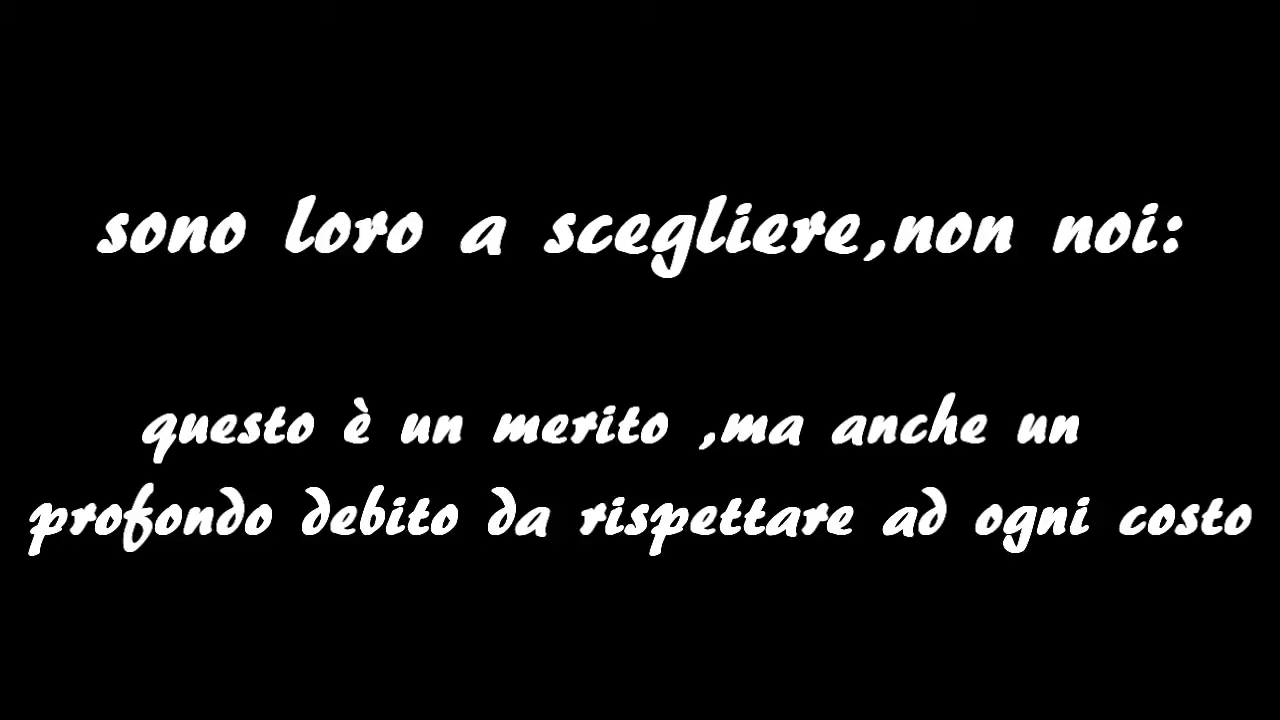 sono loro a scegliere,non noi:
questo è un merito ,ma anche un
profondo debito da rispettare ad ogni costo